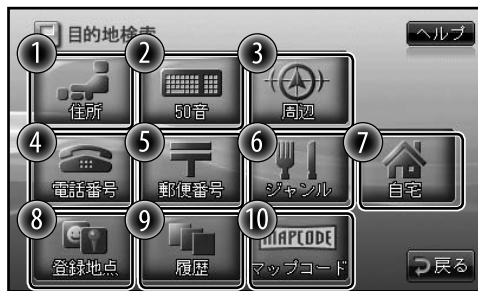 目的地検索
ヘルプ
1
住所
2
50音
3
周辺
4
電話番号
5
郵便番号
6
ジャンル
7
自宅
8
登録地点
9
履歴
10
MAPCODE
マップコード
戻る